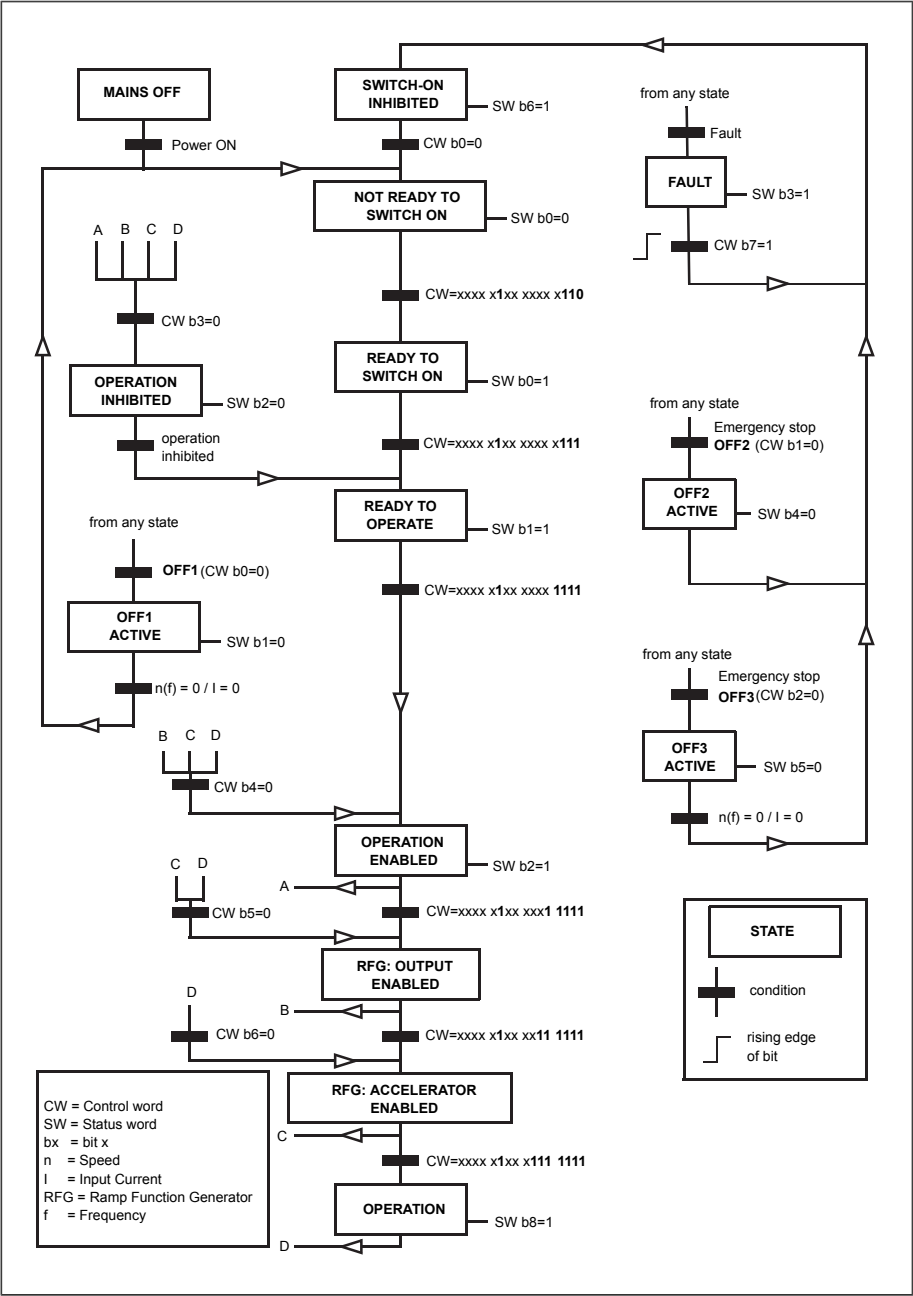 MAINS OFF
Power ON
SWITCH-ON
INHIBITED
SW b6=1
CW b0=0
NOT READY TO
SWITCH ON
SW b0=0
CW=xxxx x1xx xxxx x110
READY TO
SWITCH ON
SW b0=1
CW=xxxx x1xx xxxx x111
READY TO
OPERATE
SW b1=1
CW=xxxx x1xx xxxx 1111
A B C D
CW b3=0
OPERATION
INHIBITED
SW b2=0
operation
inhibited
from any state
OFF1 (CW b0=0)
OFF1
ACTIVE
SW b1=0
n(f) = 0 / I = 0
B C D
CW b4=0
OPERATION
ENABLED
SW b2=1
A
C D
CW b5=0
CW=xxxx x1xx xxx1 1111
RFG: OUTPUT
ENABLED
B
D
CW b6=0
CW=xxxx x1xx xx11 1111
RFG: ACCELERATOR
ENABLED
C
CW=xxxx x1xx x111 1111
OPERATION
SW b8=1
D
from any state
Fault
FAULT
SW b3=1
CW b7=1
from any state
Emergency stop
OFF2 (CW b1=0)
OFF2
ACTIVE
SW b4=0
from any state
Emergency stop
OFF3 (CW b2=0)
OFF3
ACTIVE
SW b5=0
n(f) = 0 / I = 0
STATE
condition
rising edge
of bit
CW = Control word
SW = Status word
bx = bit x
n = Speed
I = Input Current
RFG = Ramp Function Generator
f = Frequency